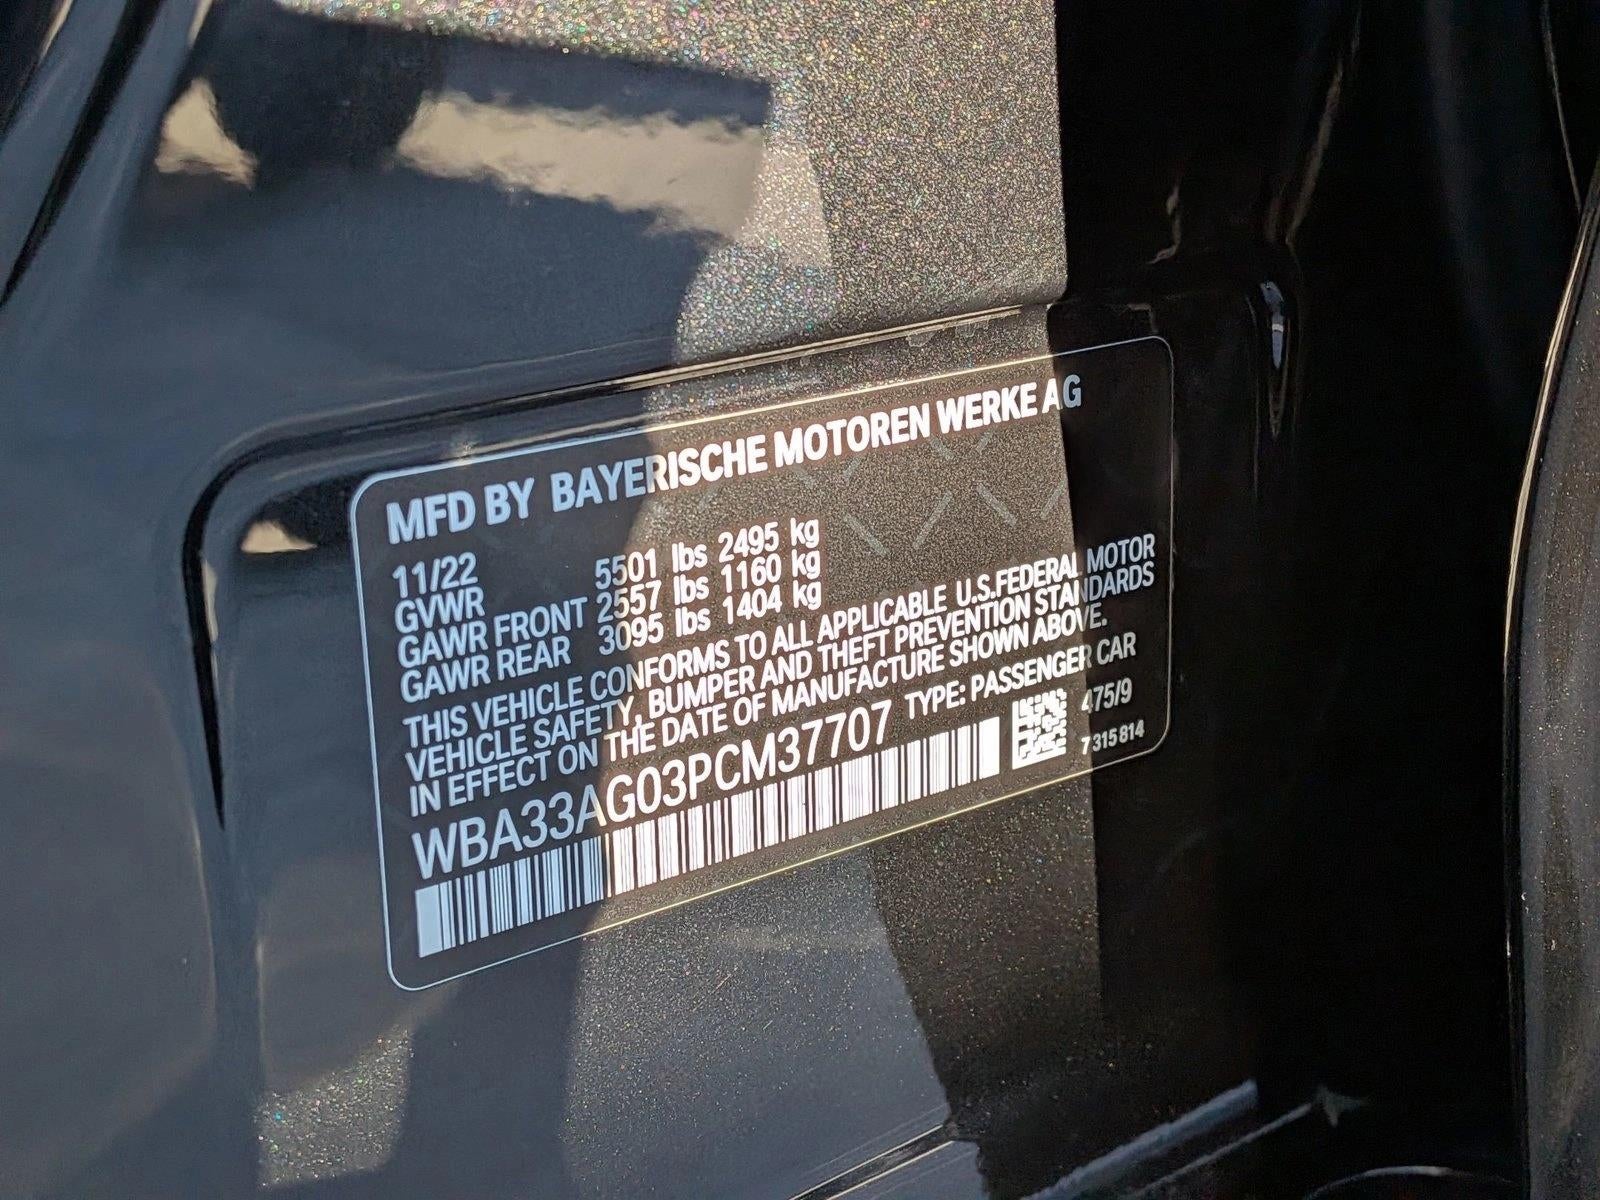 MFD BY BAYERISCHE MOTOREN WERKE AG
11/22
GVWR 5501 lbs 2495 kg
GAWR FRONT 2557 lbs 1160 kg
GAWR REAR 3095 lbs 1404 kg
THIS VEHICLE CONFORMS TO ALL APPLICABLE U.S.FEDERAL MOTOR
VEHICLE SAFETY, BUMPER AND THEFT PREVENTION STANDARDS
IN EFFECT ON THE DATE OF MANUFACTURE SHOWN ABOVE.
WBA33AG03PCM37707 TYPE: PASSENGER CAR
475/9
7 315 814